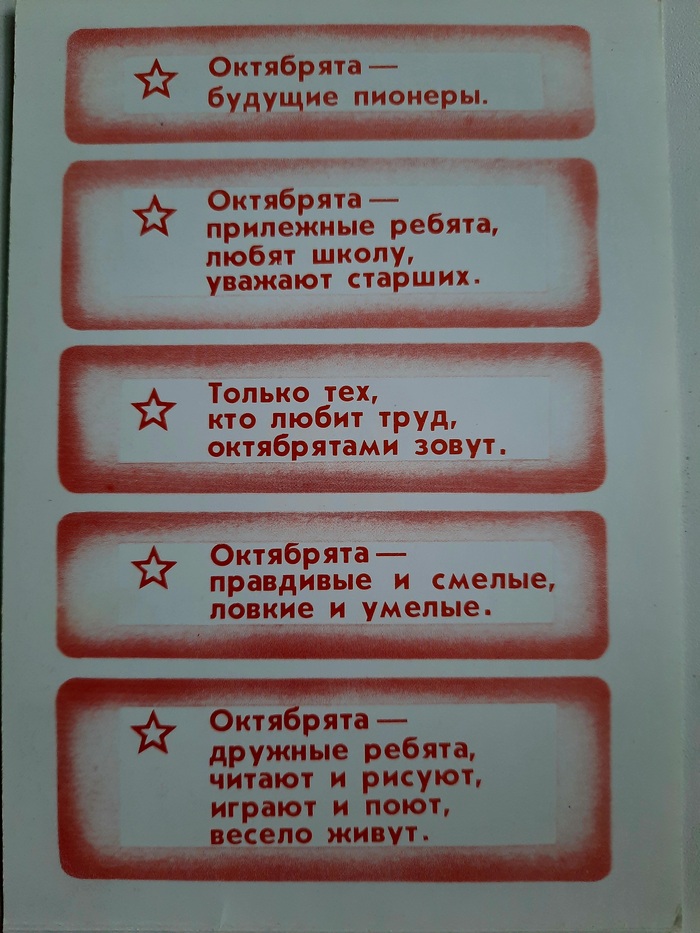 Октябрята —
будущие пионеры.
Октябрята —
прилежные ребята,
любят школу,
уважают старших.
Только тех,
кто любит труд,
октябрятами зовут.
Октябрята —
правдивые и смелые,
ловкие и умелые.
Октябрята —
дружные ребята,
читают и рисуют,
играют и поют,
весело живут.